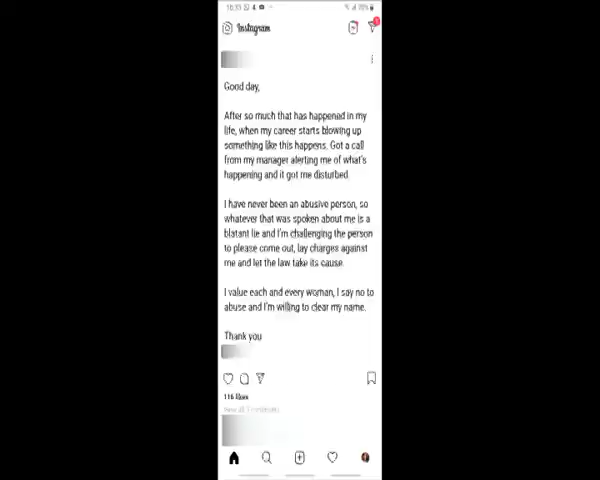 16:33
Instagram
Good day,
After so much that has happened in my
life, when my career starts blowing up
something like this happens. Got a call
from my manager alerting me of what's
happening and it got me disturbed.
I have never been an abusive person, so
whatever that was spoken about me is a
blatant lie and I'm challenging the person
to please come out, lay charges against
me and let the law take its cause.
I value each and every woman, I say no to
abuse and I'm willing to clear my name.
Thank you
116 likes